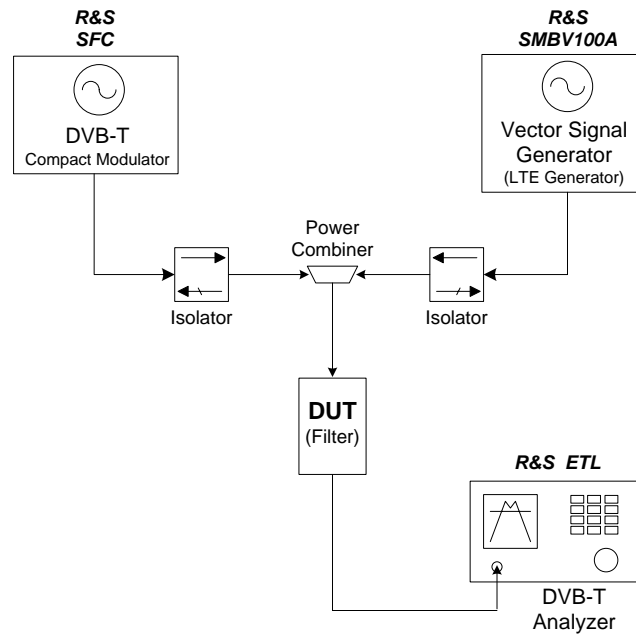 R&S
SFC
DVB-T
Compact Modulator
R&S
SMBV100A
Vector Signal
Generator
(LTE Generator)
Power
Combiner
Isolator
Isolator
DUT
(Filter)
R&S ETL
DVB-T
Analyzer